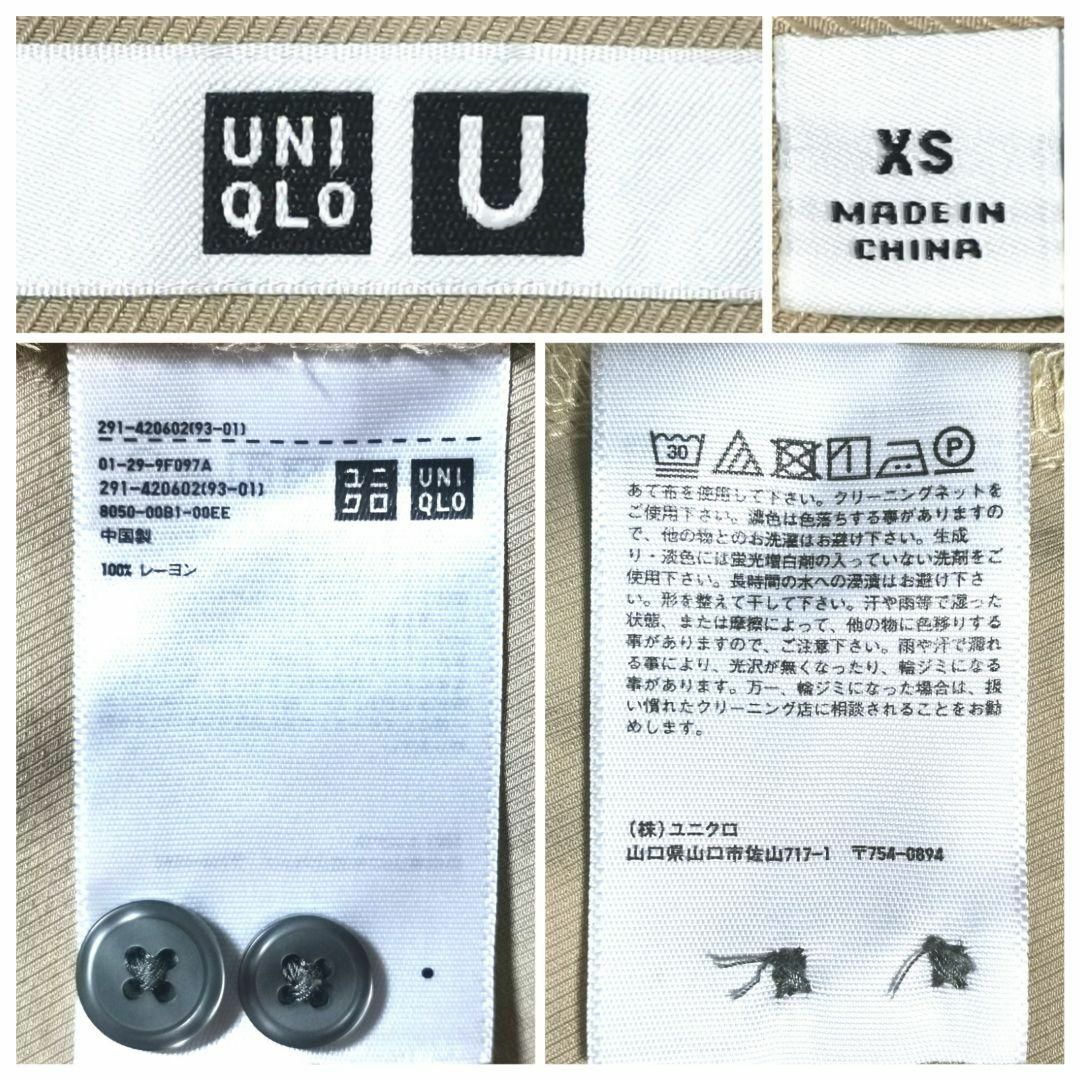 UNI
QLO
U
XS
MADE IN
CHINA
291-420602(93-01)
01-29-9F097A
291-420602(93-01)
8050-00B1-00EE
中国製
100% レーヨン
ユニ
クロ
UNI
QLO
30
P
あて布を使用して下さい。クリーニングネットを
ご使用下さい。濃色は色落ちする事がありますの
で、他の物とのお洗濯はお避け下さい。生成
り・淡色には蛍光増白剤の入っていない洗剤をご
使用下さい。長時間の水への浸漬はお避け下さ
い。形を整えて干して下さい。汗や雨等で湿った
状態、または摩擦によって、他の物に色移りする
事がありますので、ご注意下さい。雨や汗で濡れ
る事により、光沢が無くなったり、輪ジミになる
事があります。万一、輪ジミになった場合は、扱
い慣れたクリーニング店に相談されることをお勧
めします。
(株)ユニクロ
山口県山口市佐山717-1 〒754-0894